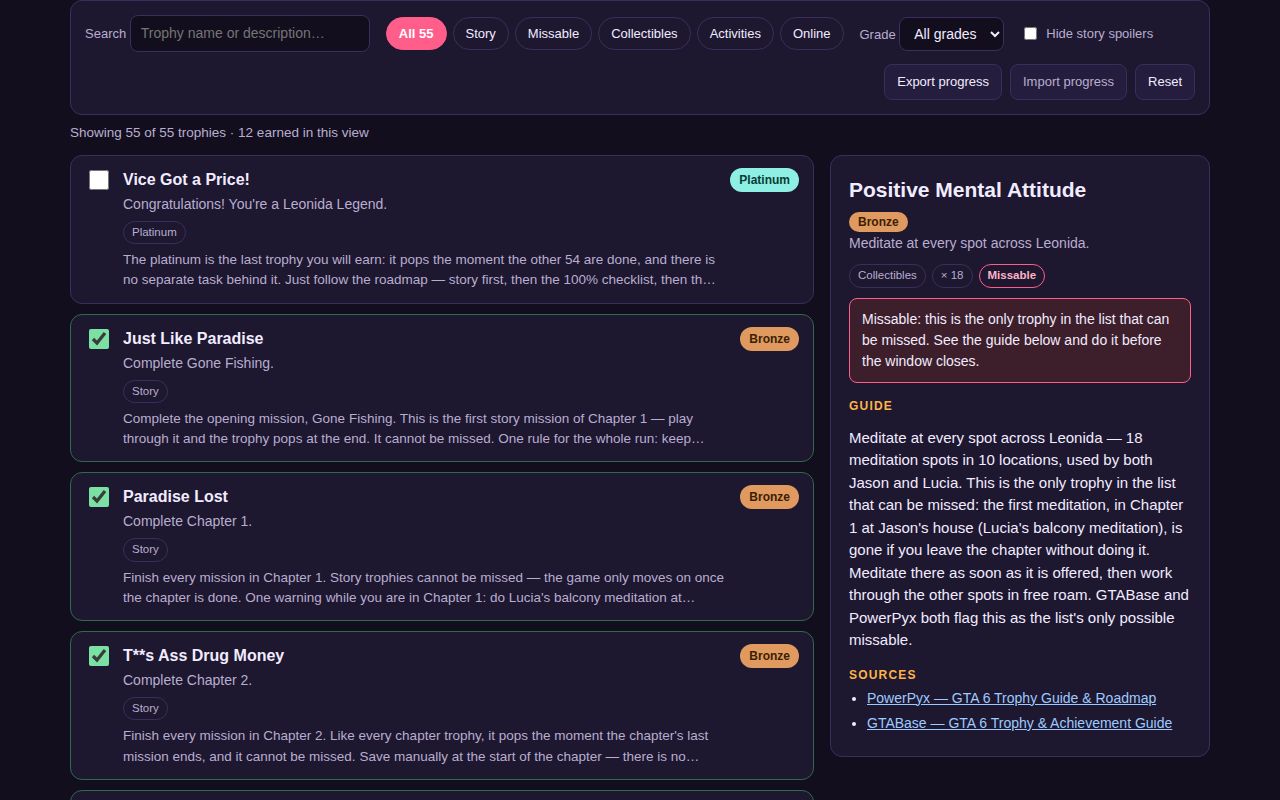 Search
Trophy name or description…
All 55
Story
Missable
Collectibles
Activities
Online
Grade
All grades
Hide story spoilers
Export progress
Import progress
Reset
Showing 55 of 55 trophies · 12 earned in this view
Vice Got a Price!
Platinum
Congratulations! You're a Leonida Legend.
Platinum
The platinum is the last trophy you will earn: it pops the moment the other 54 are done, and there is
no separate task behind it. Just follow the roadmap — story first, then the 100% checklist, then th…
Just Like Paradise
Bronze
Complete Gone Fishing.
Story
Complete the opening mission, Gone Fishing. This is the first story mission of Chapter 1 — play
through it and the trophy pops at the end. It cannot be missed. One rule for the whole run: keep…
Paradise Lost
Bronze
Complete Chapter 1.
Story
Finish every mission in Chapter 1. Story trophies cannot be missed — the game only moves on once
the chapter is done. One warning while you are in Chapter 1: do Lucia's balcony meditation at…
T**s Ass Drug Money
Bronze
Complete Chapter 2.
Story
Finish every mission in Chapter 2. Like every chapter trophy, it pops the moment the chapter's last
mission ends, and it cannot be missed. Save manually at the start of the chapter — there is no…
Positive Mental Attitude
Bronze
Meditate at every spot across Leonida.
Collectibles
× 18
Missable
Missable: this is the only trophy in the list that can
be missed. See the guide below and do it before
the window closes.
GUIDE
Meditate at every spot across Leonida — 18
meditation spots in 10 locations, used by both
Jason and Lucia. This is the only trophy in the list
that can be missed: the first meditation, in Chapter
1 at Jason's house (Lucia's balcony meditation), is
gone if you leave the chapter without doing it.
Meditate there as soon as it is offered, then work
through the other spots in free roam. GTABase and
PowerPyx both flag this as the list's only possible
missable.
SOURCES
PowerPyx — GTA 6 Trophy Guide & Roadmap
GTABase — GTA 6 Trophy & Achievement Guide